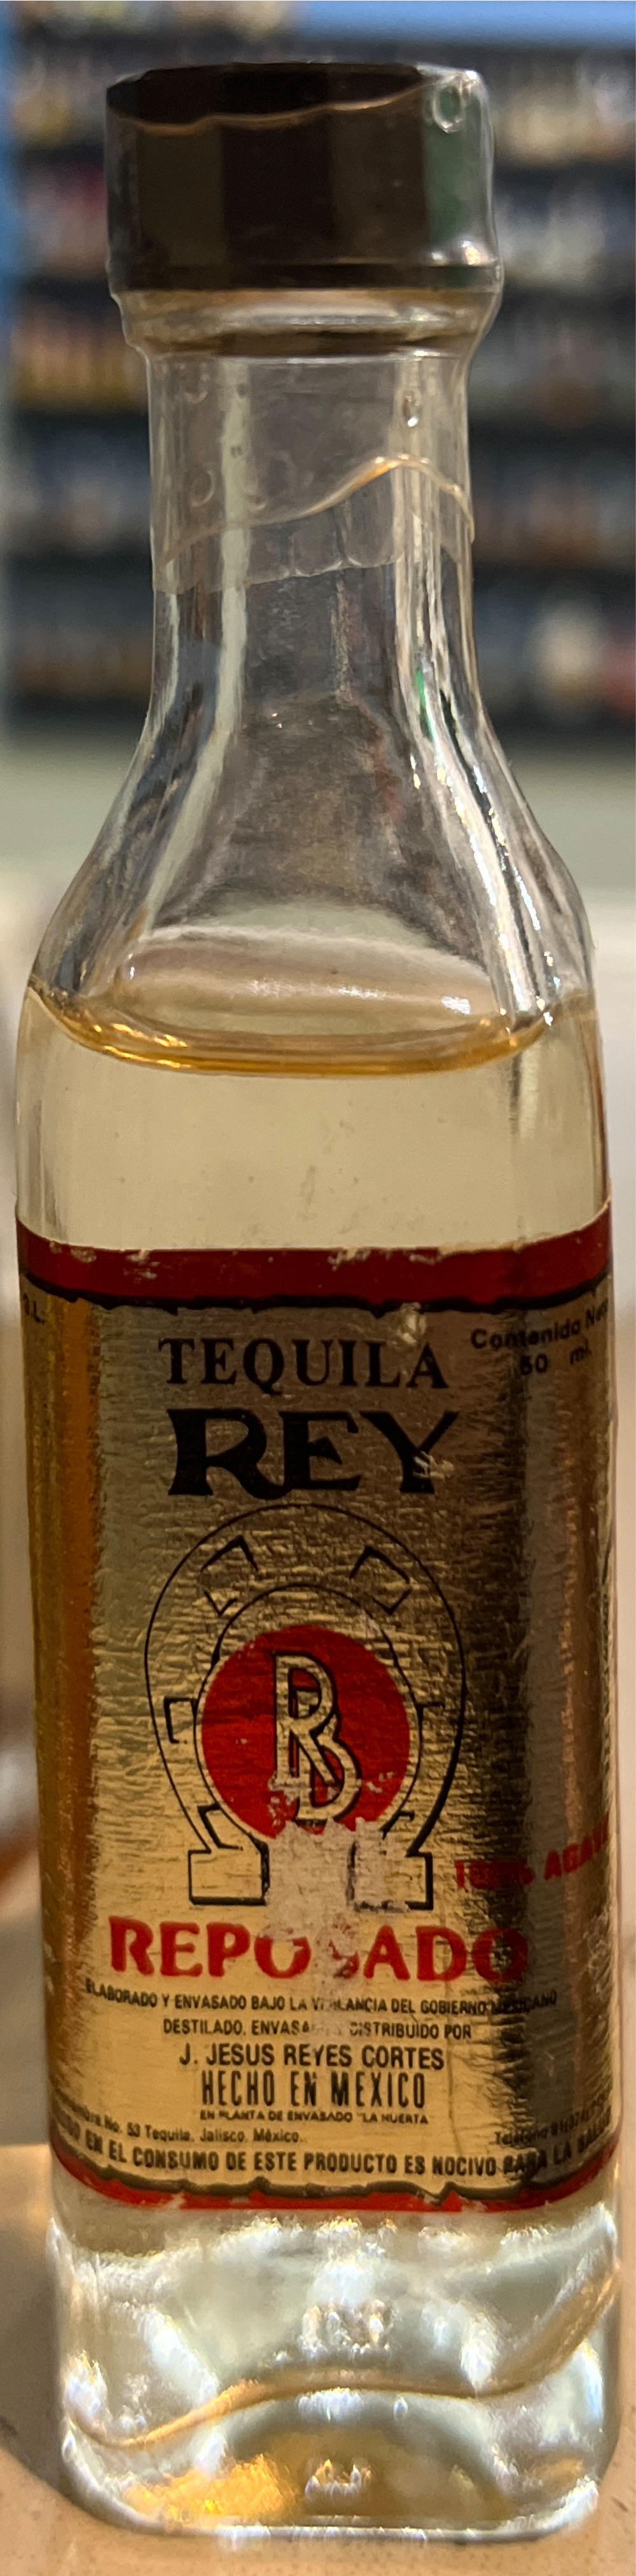 Contenido
50 ml.
TEQUILA
REY
RB
100% AGAVE
REPOSADO
ELABORADO Y ENVASADO BAJO LA VIGILANCIA DEL GOBIERNO MEXICANO
DESTILADO, ENVASADO Y DISTRIBUIDO POR
J. JESUS REYES CORTES
HECHO EN MEXICO
EN PLANTA DE ENVASADO "LA HUERTA"
No. 53 Tequila, Jalisco, México.
Teléfono
EN EL CONSUMO DE ESTE PRODUCTO ES NOCIVO PARA LA SALUD